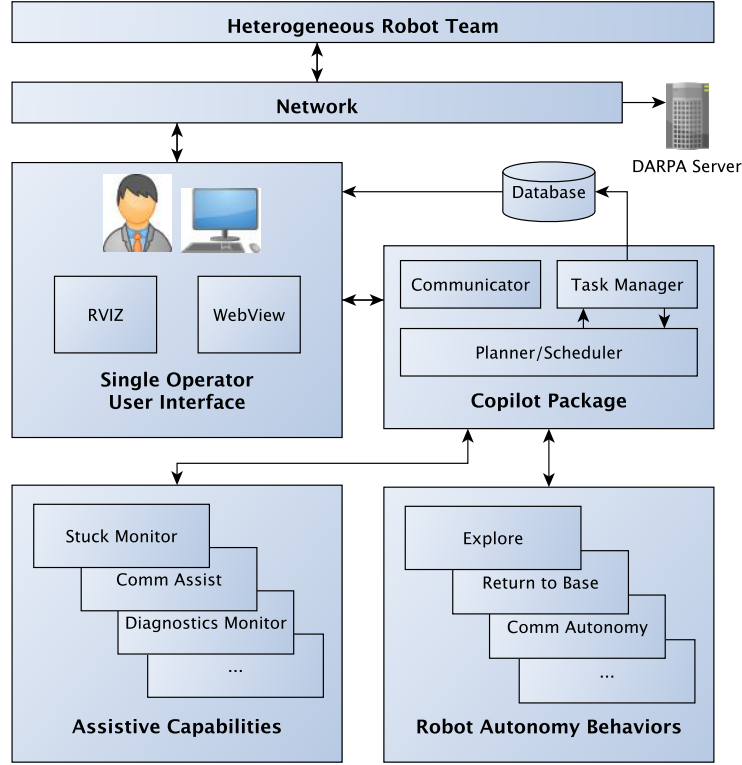 Heterogeneous Robot Team
Network
DARPA Server
Database
Communicator
Task Manager
RVIZ
WebView
Planner/Scheduler
Single Operator
User Interface
Copilot Package
Stuck Monitor
Comm Assist
Diagnostics Monitor
...
Assistive Capabilities
Explore
Return to Base
Comm Autonomy
...
Robot Autonomy Behaviors